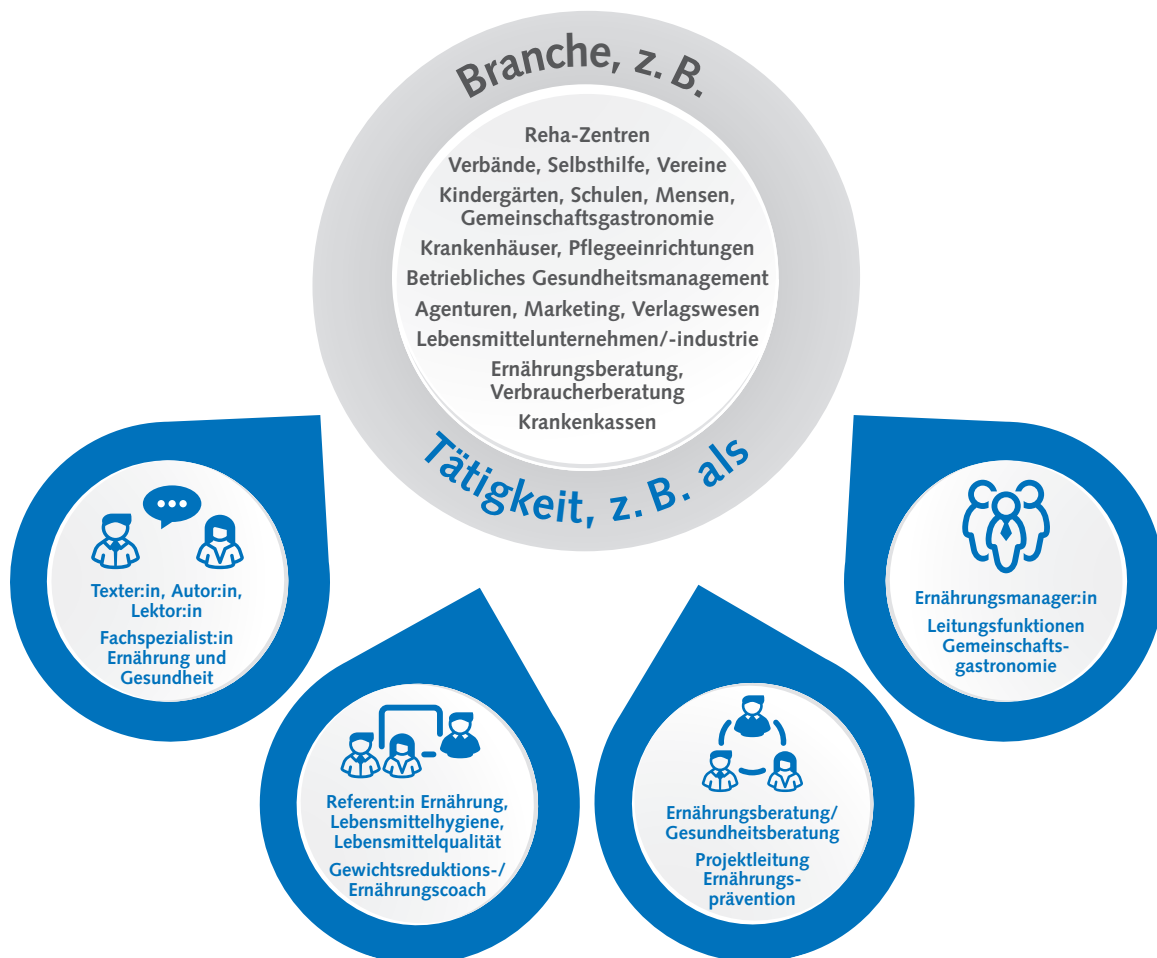 Branche, z. B.
Reha-Zentren
Verbände, Selbsthilfe, Vereine
Kindergärten, Schulen, Mensen,
Gemeinschaftsgastronomie
Krankenhäuser, Pflegeeinrichtungen
Betriebliches Gesundheitsmanagement
Agenturen, Marketing, Verlagswesen
Lebensmittelunternehmen/-industrie
Ernährungsberatung,
Verbraucherberatung
Krankenkassen
Tätigkeit, z. B. als
Texter:in, Autor:in,
Lektor:in
Fachspezialist:in
Ernährung und
Gesundheit
Referent:in Ernährung,
Lebensmittelhygiene,
Lebensmittelqualität
Gewichtsreduktions-/
Ernährungscoach
Ernährungsberatung/
Gesundheitsberatung
Projektleitung
Ernährungs-
prävention
Ernährungsmanager:in
Leitungsfunktionen
Gemeinschafts-
gastronomie